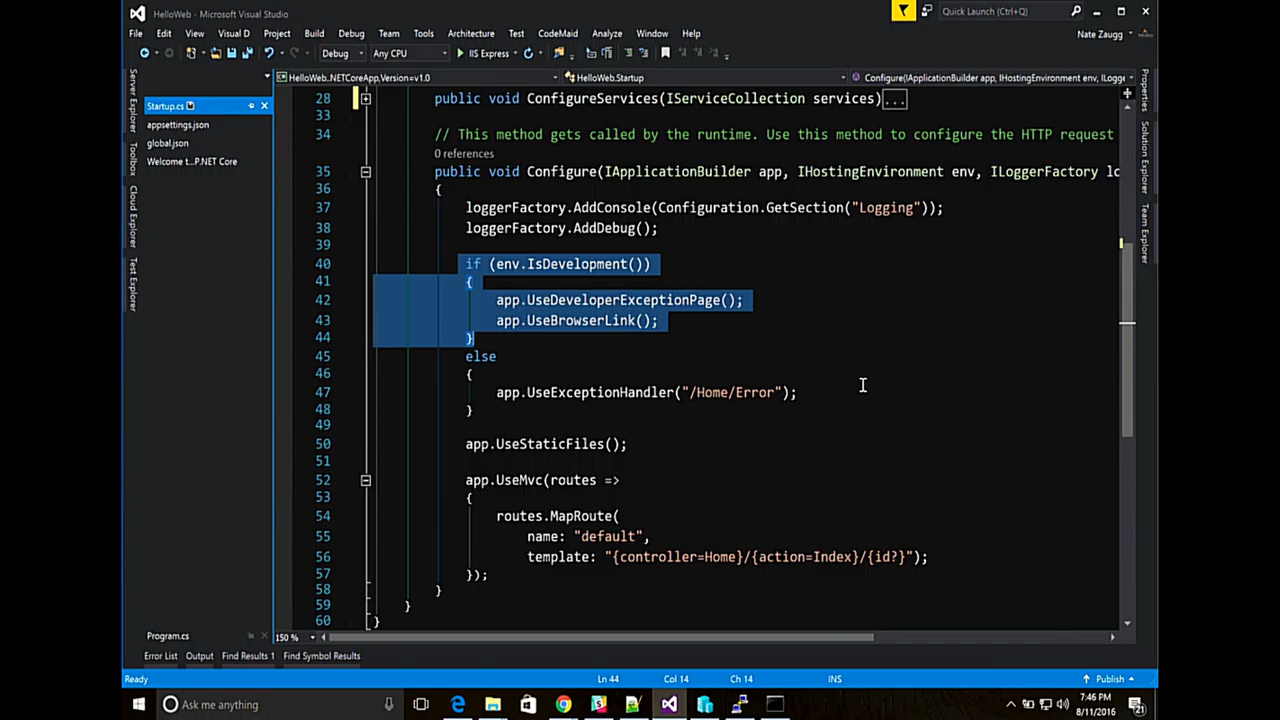 HelloWeb - Microsoft Visual Studio
Quick Launch (Ctrl+Q)
File Edit View Visual D Project Build Debug Team Tools Architecture Test CodeMaid Analyze Window Help
Nate Zaugg
Debug Any CPU IIS Express
HelloWeb..NETCoreApp,Version=v1.0 HelloWeb.Startup Configure(IApplicationBuilder app, IHostingEnvironment env, ILogge
Server Explorer
Toolbox
Cloud Explorer
Test Explorer
Startup.cs
appsettings.json
global.json
Welcome t...P.NET Core
Program.cs
28 public void ConfigureServices(IServiceCollection services)...
33
34 // This method gets called by the runtime. Use this method to configure the HTTP request
0 references
35 public void Configure(IApplicationBuilder app, IHostingEnvironment env, ILoggerFactory lo
36 {
37 loggerFactory.AddConsole(Configuration.GetSection("Logging"));
38 loggerFactory.AddDebug();
39
40 if (env.IsDevelopment())
41 {
42 app.UseDeveloperExceptionPage();
43 app.UseBrowserLink();
44 }
45 else
46 {
47 app.UseExceptionHandler("/Home/Error");
48 }
49
50 app.UseStaticFiles();
51
52 app.UseMvc(routes =>
53 {
54 routes.MapRoute(
55 name: "default",
56 template: "{controller=Home}/{action=Index}/{id?}");
57 });
58 }
59 }
60 }
Properties
Solution Explorer
Team Explorer
150 %
Error List Output Find Results 1 Find Symbol Results
Ready Ln 44 Col 14 Ch 14 INS Publish
Ask me anything
7:46 PM
8/11/2016
21